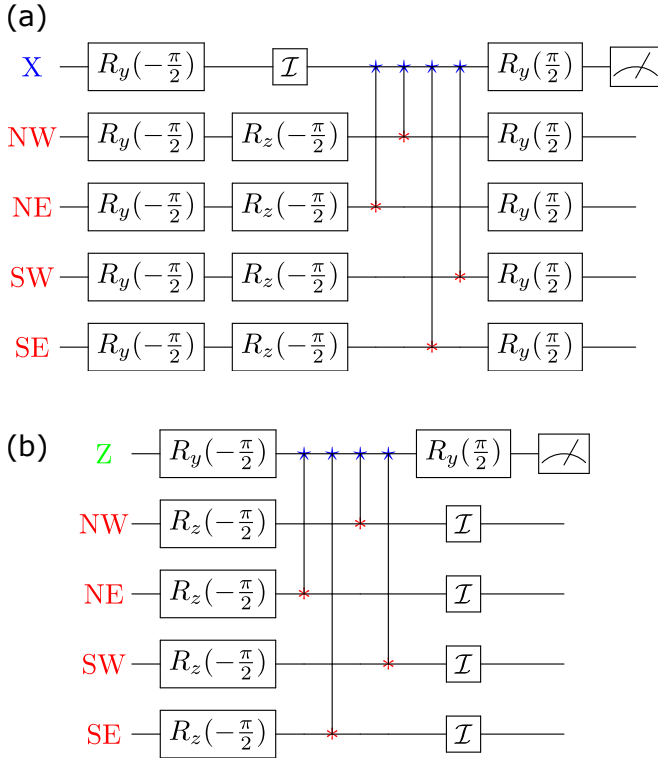 (a)
X R_y(−π/2) I R_y(π/2)
NW R_y(−π/2) R_z(−π/2) R_y(π/2)
NE R_y(−π/2) R_z(−π/2) R_y(π/2)
SW R_y(−π/2) R_z(−π/2) R_y(π/2)
SE R_y(−π/2) R_z(−π/2) R_y(π/2)
(b)
Z R_y(−π/2) R_y(π/2)
NW R_z(−π/2) I
NE R_z(−π/2) I
SW R_z(−π/2) I
SE R_z(−π/2) I